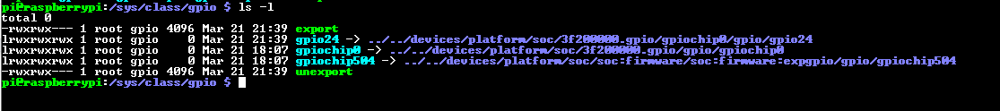 pi@raspberrypi:/sys/class/gpio $ ls -l
total 0
-rwxrwx--- 1 root gpio 4096 Mar 21 21:39 export
lrwxrwxrwx 1 root gpio    0 Mar 21 21:39 gpio24 -> ../../devices/platform/soc/3f200000.gpio/gpiochip0/gpio/gpio24
lrwxrwxrwx 1 root gpio    0 Mar 21 18:07 gpiochip0 -> ../../devices/platform/soc/3f200000.gpio/gpio/gpiochip0
lrwxrwxrwx 1 root gpio    0 Mar 21 18:07 gpiochip504 -> ../../devices/platform/soc/soc:firmware/soc:firmware:expgpio/gpio/gpiochip504
-rwxrwx--- 1 root gpio 4096 Mar 21 21:39 unexport
pi@raspberrypi:/sys/class/gpio $